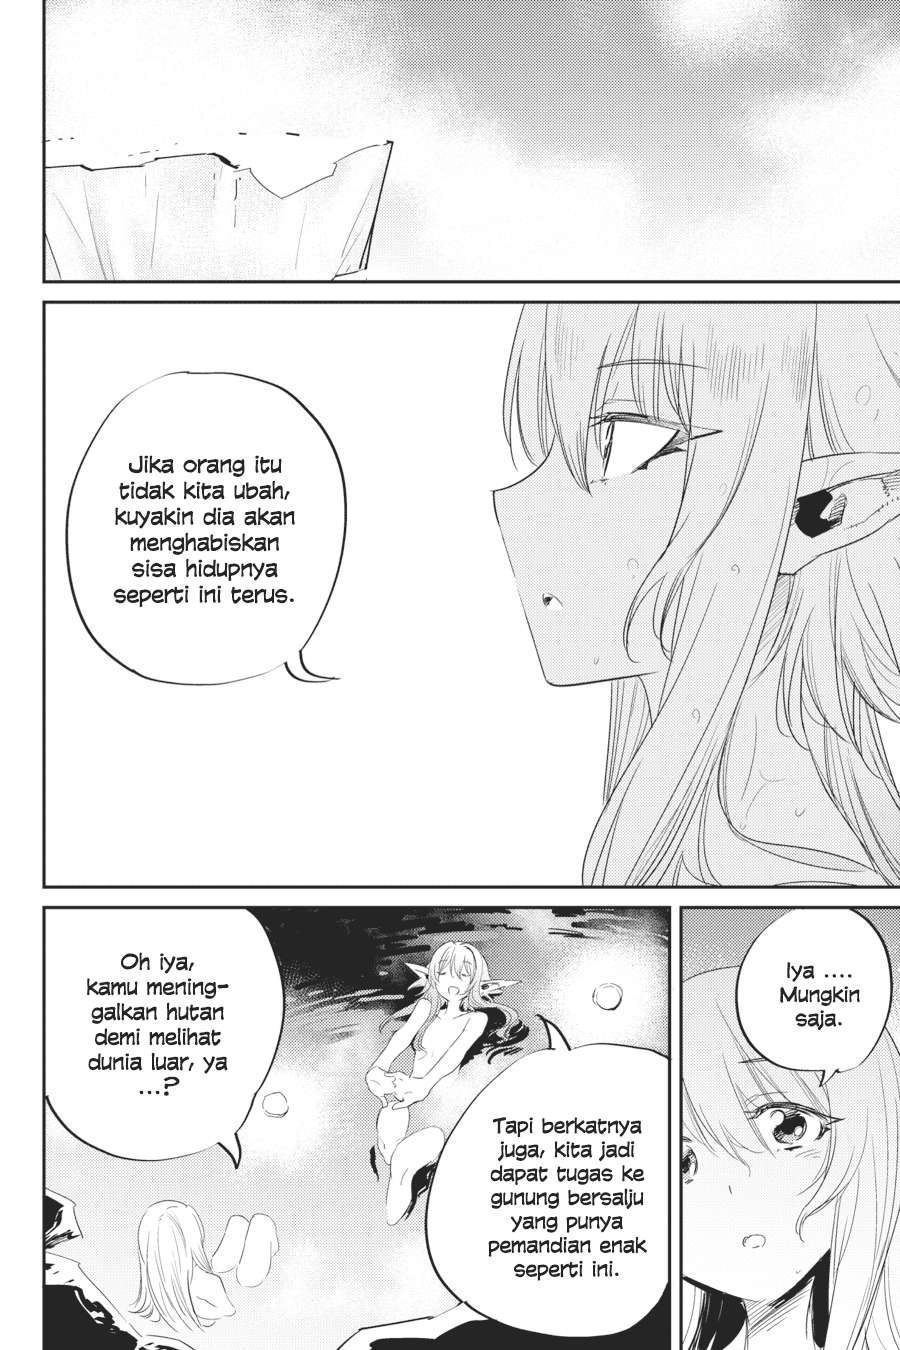 Jika orang itu
tidak kita ubah,
kuyakin dia akan
menghabiskan
sisa hidupnya
seperti ini terus.
Iya ....
Mungkin
saja.
Tapi berkatnya
juga, kita jadi
dapat tugas ke
gunung bersalju
yang punya
pemandian enak
seperti ini.
Oh iya,
kamu mening-
galkan hutan
demi melihat
dunia luar, ya
...?